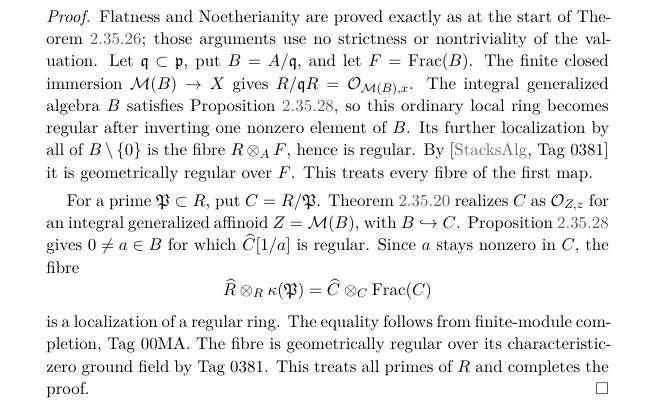 Proof. Flatness and Noetherianity are proved exactly as at the start of The-
orem 2.35.26; those arguments use no strictness or nontriviality of the val-
uation. Let 𝔮 ⊂ 𝔭, put B = A/𝔮, and let F = Frac(B). The finite closed
immersion ℳ(B) → X gives R/𝔮R = 𝒪_{ℳ(B),x}. The integral generalized
algebra B satisfies Proposition 2.35.28, so this ordinary local ring becomes
regular after inverting one nonzero element of B. Its further localization by
all of B \ {0} is the fibre R ⊗_A F, hence is regular. By [StacksAlg, Tag 0381]
it is geometrically regular over F. This treats every fibre of the first map.
For a prime 𝔓 ⊂ R, put C = R/𝔓. Theorem 2.35.20 realizes C as 𝒪_{Z,z} for
an integral generalized affinoid Z = ℳ(B), with B ↪ C. Proposition 2.35.28
gives 0 ≠ a ∈ B for which Ĉ[1/a] is regular. Since a stays nonzero in C, the
fibre
R̂ ⊗_R κ(𝔓) = Ĉ ⊗_C Frac(C)
is a localization of a regular ring. The equality follows from finite-module com-
pletion, Tag 00MA. The fibre is geometrically regular over its characteristic-
zero ground field by Tag 0381. This treats all primes of R and completes the
proof. □